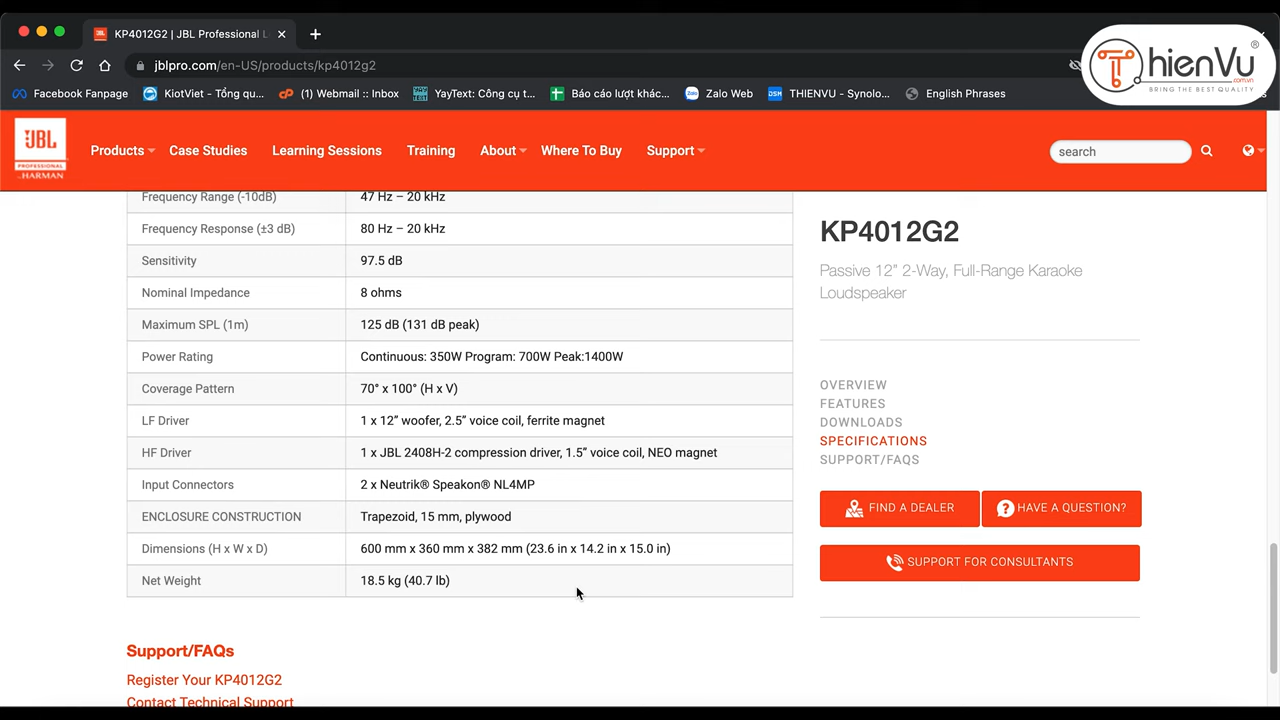 KP4012G2 | JBL Professional L
jblpro.com/en-US/products/kp4012g2
ThienVu
.com.vn
BRING THE BEST QUALITY
®
Facebook Fanpage
KiotViet - Tổng qu...
(1) Webmail :: Inbox
PayText: Công cụ t...
Báo cáo lượt khác...
Zalo Web
THIENVU - Synolo...
English Phrases
JBL
PROFESSIONAL
by HARMAN
Products
Case Studies
Learning Sessions
Training
About
Where To Buy
Support
search
Frequency Range (-10dB) 47 Hz – 20 kHz
Frequency Response (±3 dB) 80 Hz – 20 kHz
Sensitivity 97.5 dB
Nominal Impedance 8 ohms
Maximum SPL (1m) 125 dB (131 dB peak)
Power Rating Continuous: 350W Program: 700W Peak:1400W
Coverage Pattern 70° x 100° (H x V)
LF Driver 1 x 12” woofer, 2.5” voice coil, ferrite magnet
HF Driver 1 x JBL 2408H-2 compression driver, 1.5” voice coil, NEO magnet
Input Connectors 2 x Neutrik® Speakon® NL4MP
ENCLOSURE CONSTRUCTION Trapezoid, 15 mm, plywood
Dimensions (H x W x D) 600 mm x 360 mm x 382 mm (23.6 in x 14.2 in x 15.0 in)
Net Weight 18.5 kg (40.7 lb)
Support/FAQs
Register Your KP4012G2
Contact Technical Support
KP4012G2
Passive 12” 2-Way, Full-Range Karaoke
Loudspeaker
OVERVIEW
FEATURES
DOWNLOADS
SPECIFICATIONS
SUPPORT/FAQS
FIND A DEALER
HAVE A QUESTION?
SUPPORT FOR CONSULTANTS